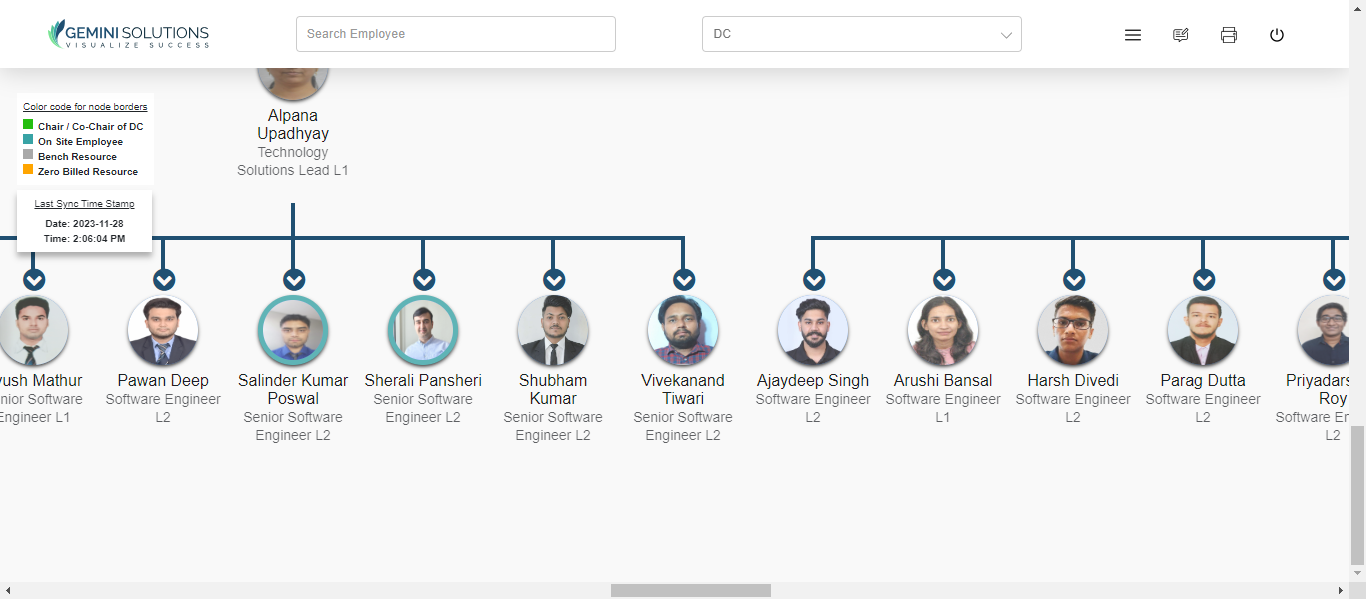 GEMINI SOLUTIONS
VISUALIZE SUCCESS
Search Employee
DC
Color code for node borders
Chair / Co-Chair of DC
On Site Employee
Bench Resource
Zero Billed Resource
Last Sync Time Stamp
Date: 2023-11-28
Time: 2:06:04 PM
Alpana
Upadhyay
Technology
Solutions Lead L1
Mathur
Engineer L1
Pawan Deep
Software Engineer
L2
Salinder Kumar
Poswal
Senior Software
Engineer L2
Sherali Pansheri
Senior Software
Engineer L2
Shubham
Kumar
Senior Software
Engineer L2
Vivekanand
Tiwari
Senior Software
Engineer L2
Ajaydeep Singh
Software Engineer
L2
Arushi Bansal
Software Engineer
L1
Harsh Divedi
Software Engineer
L2
Parag Dutta
Software Engineer
L2
Roy
Software
L2